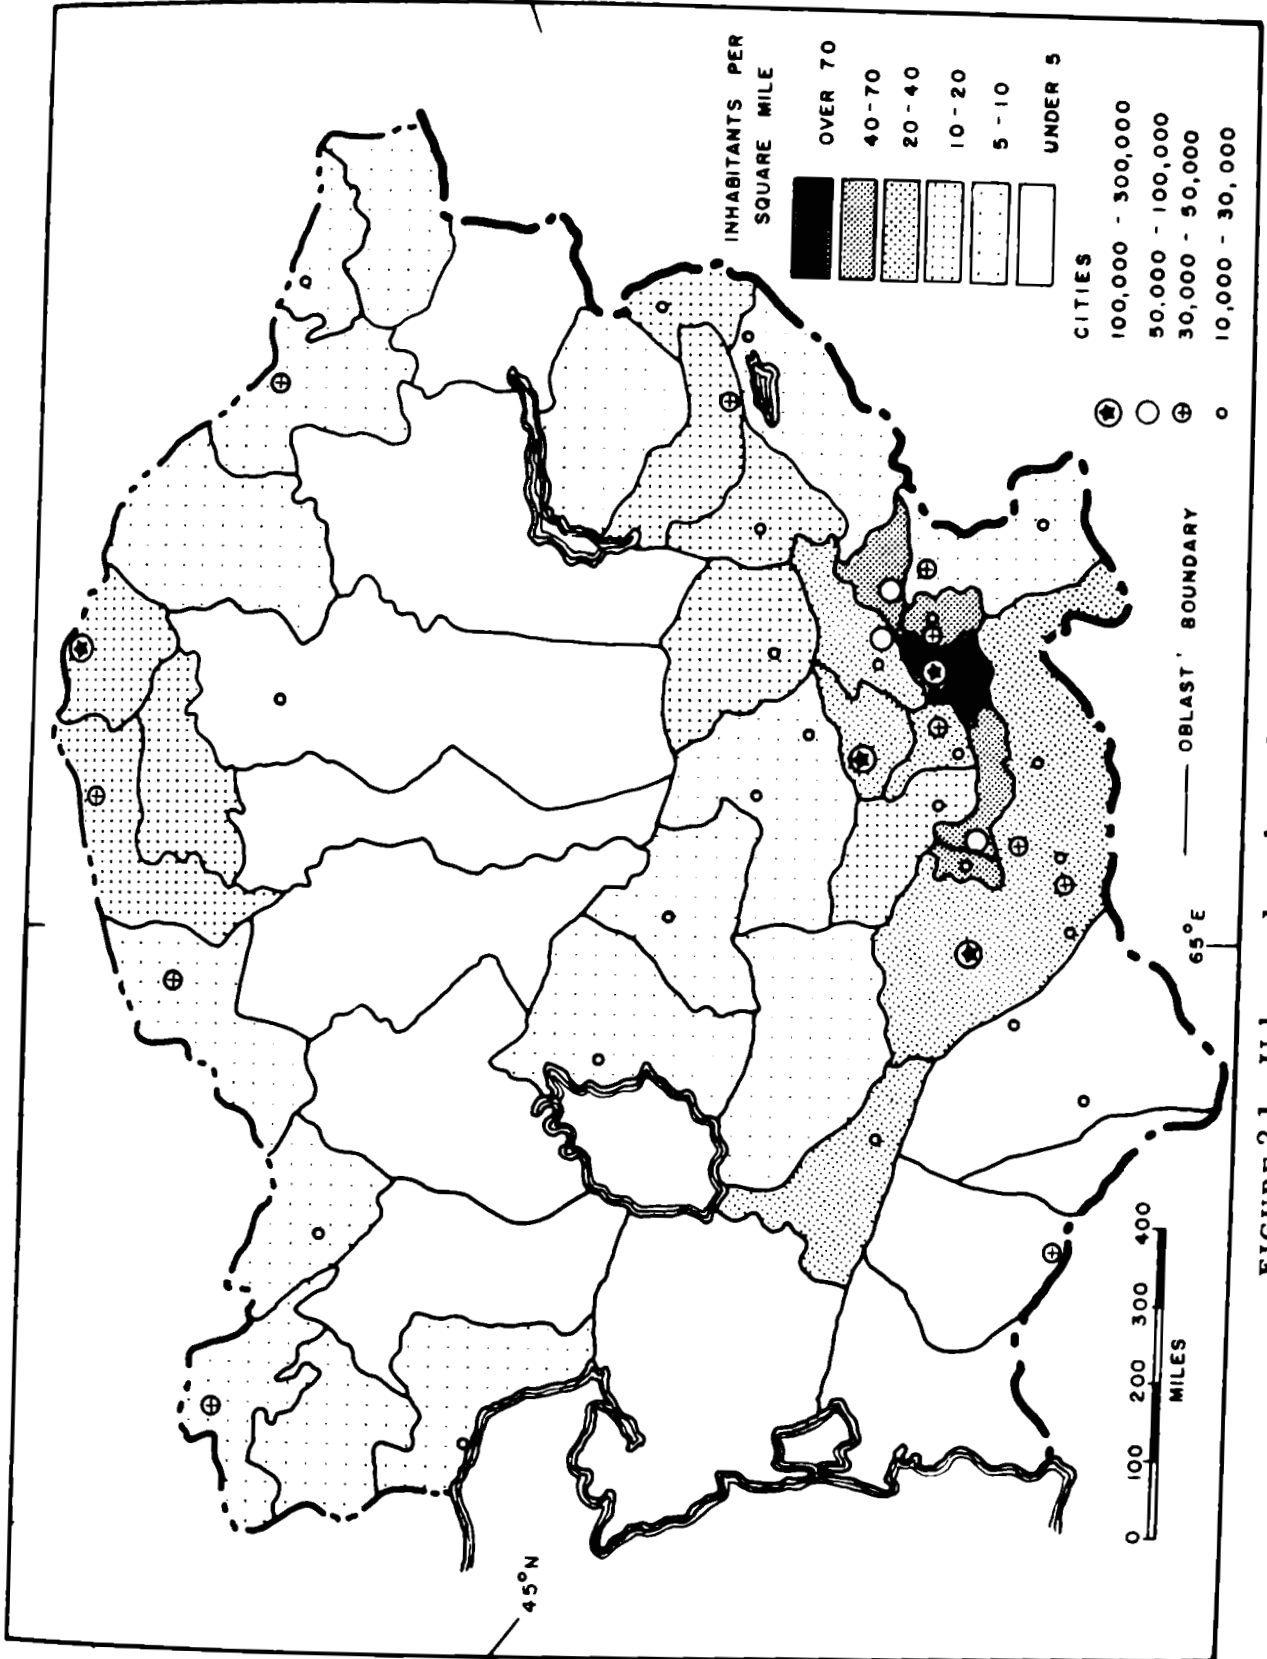 INHABITANTS PER
SQUARE MILE
OVER 70
40-70
20-40
10-20
5-10
UNDER 5
CITIES
100,000 - 300,000
50,000 - 100,000
30,000 - 50,000
10,000 - 30,000
OBLAST' BOUNDARY
65°E
45°N
0 100 200 300 400
MILES